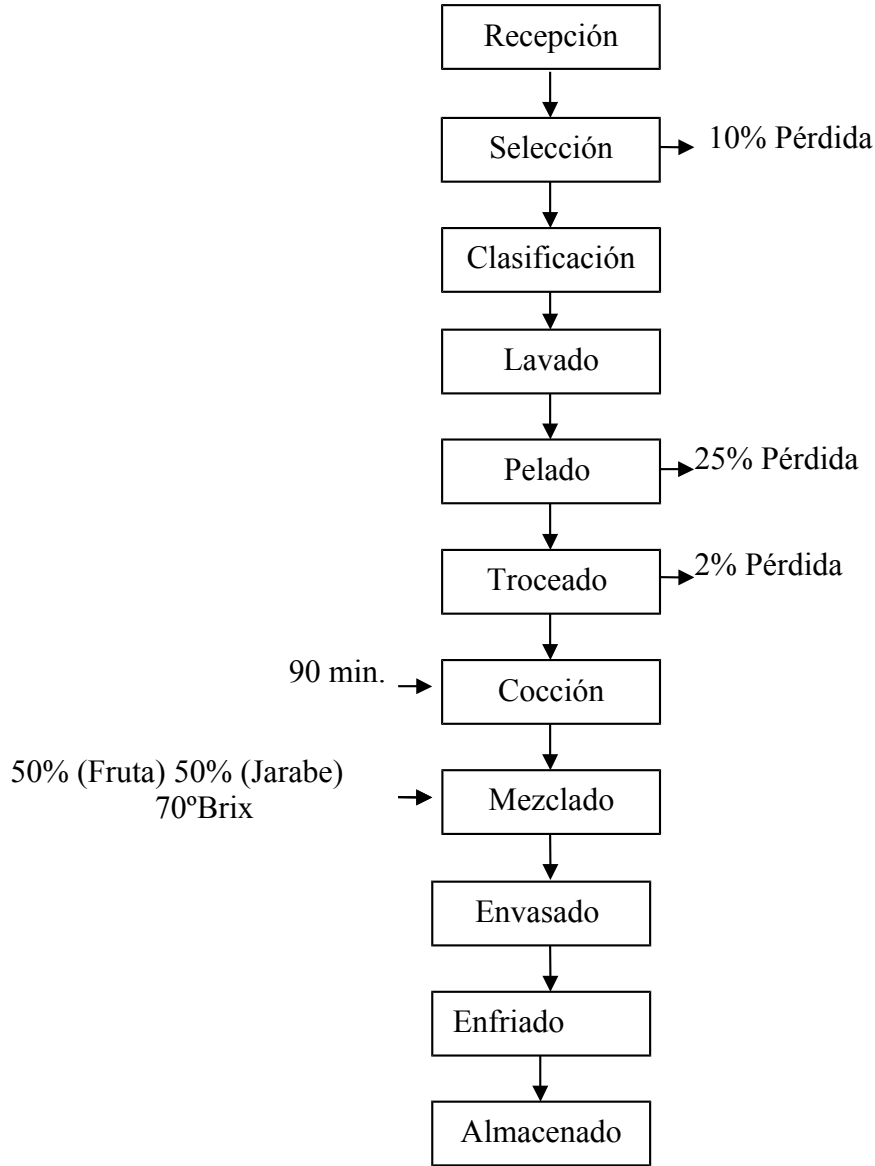 Recepción
Selección
10% Pérdida
Clasificación
Lavado
Pelado
25% Pérdida
Troceado
2% Pérdida
90 min.
Cocción
50% (Fruta) 50% (Jarabe)
70ºBrix
Mezclado
Envasado
Enfriado
Almacenado